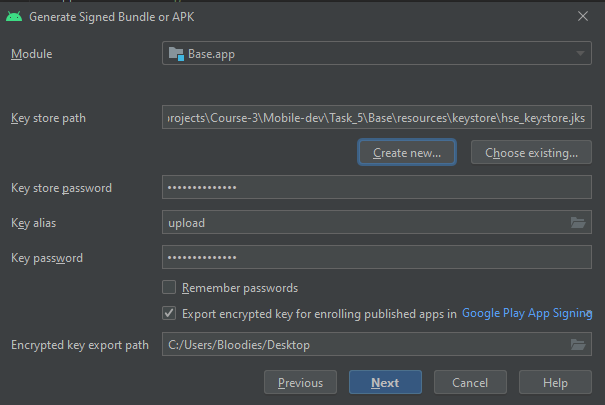 Generate Signed Bundle or APK
Module Base.app
Key store path rojects\Course-3\Mobile-dev\Task_5\Base\resources\keystore\hse_keystore.jks
Create new... Choose existing...
Key store password ••••••••••••••
Key alias upload
Key password ••••••••••••••
Remember passwords
Export encrypted key for enrolling published apps in Google Play App Signing
Encrypted key export path C:/Users/Bloodies/Desktop
Previous Next Cancel Help